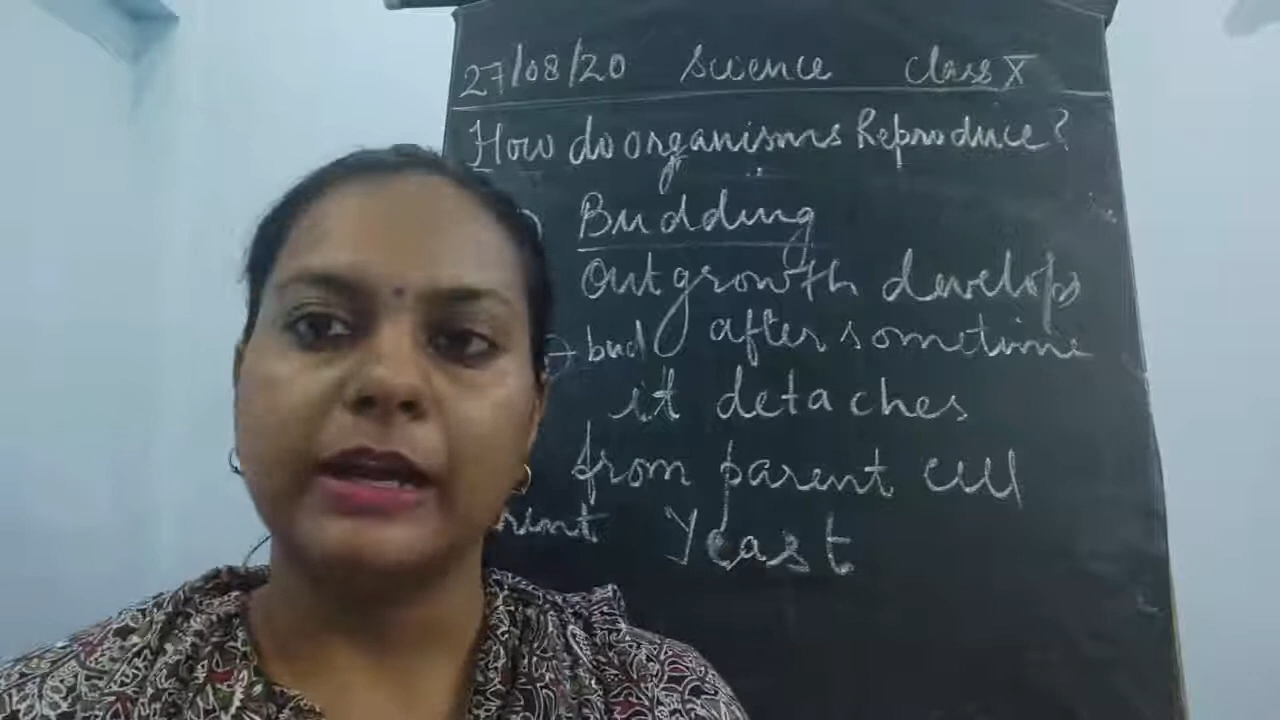 27/08/20 Science Class X
How do organisms Reproduce?
Budding
Outgrowth develops
bud after sometime
it detaches
from parent cell
Yeast